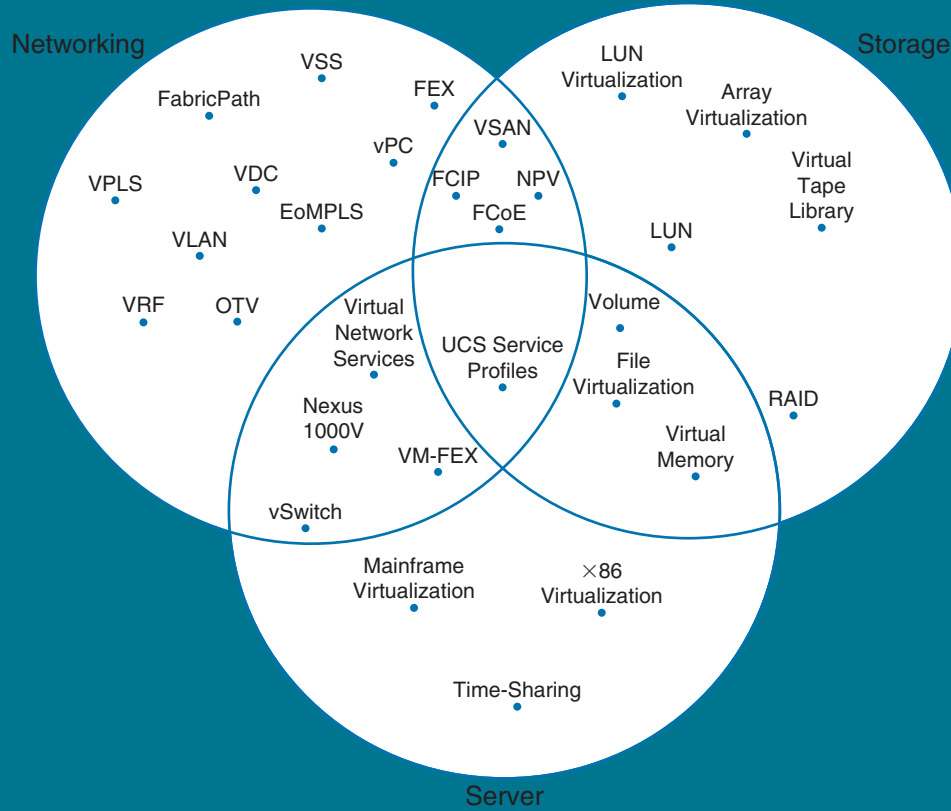 Networking
Storage
VSS
FEX
FabricPath
vPC
VDC
VPLS
EoMPLS
VLAN
VRF
OTV
VSAN
FCIP
NPV
FCoE
LUN
Virtualization
Array
Virtualization
Virtual
Tape
Library
LUN
RAID
Virtual
Network
Services
Nexus
1000V
VM-FEX
vSwitch
UCS Service
Profiles
Volume
File
Virtualization
Virtual
Memory
Mainframe
Virtualization
×86
Virtualization
Time-Sharing
Server